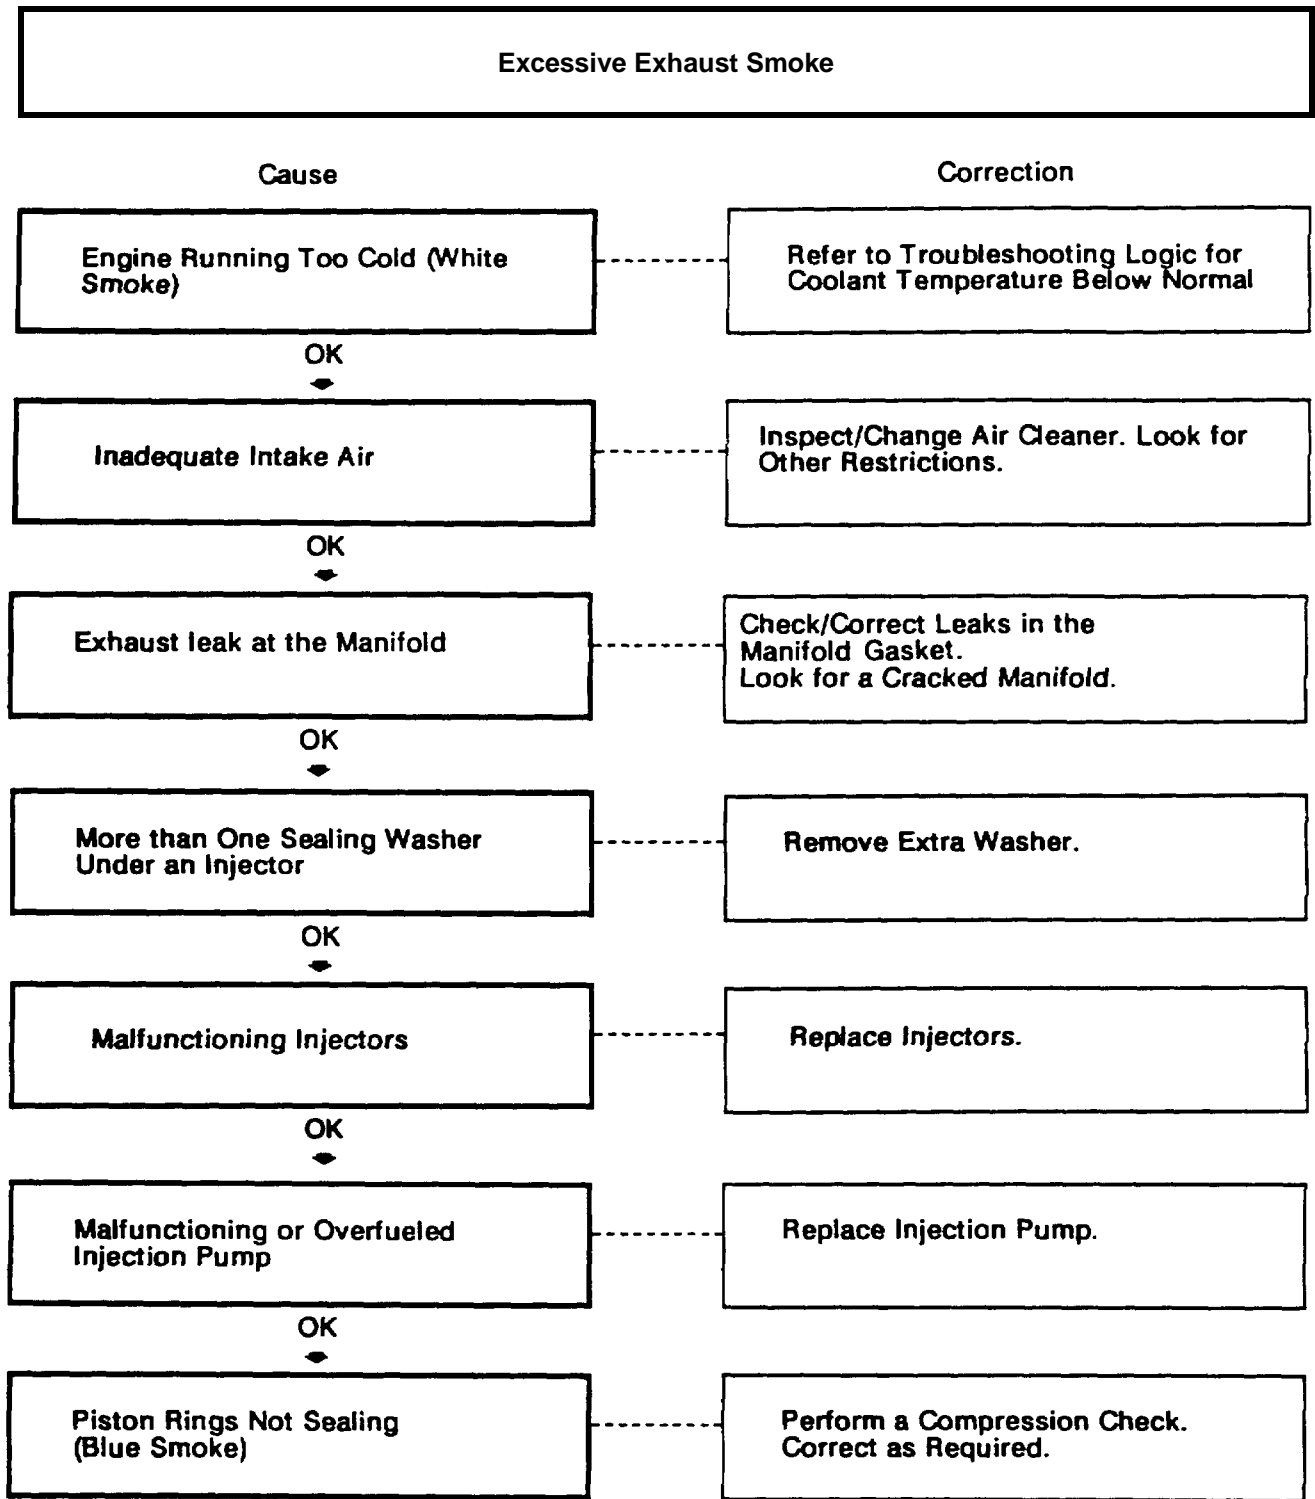 Excessive Exhaust Smoke
Cause
Correction
Engine Running Too Cold (White
Smoke)
Refer to Troubleshooting Logic for
Coolant Temperature Below Normal
OK
Inadequate Intake Air
Inspect/Change Air Cleaner. Look for
Other Restrictions.
OK
Exhaust leak at the Manifold
Check/Correct Leaks in the
Manifold Gasket.
Look for a Cracked Manifold.
OK
More than One Sealing Washer
Under an Injector
Remove Extra Washer.
OK
Malfunctioning Injectors
Replace Injectors.
OK
Malfunctioning or Overfueled
Injection Pump
Replace Injection Pump.
OK
Piston Rings Not Sealing
(Blue Smoke)
Perform a Compression Check.
Correct as Required.